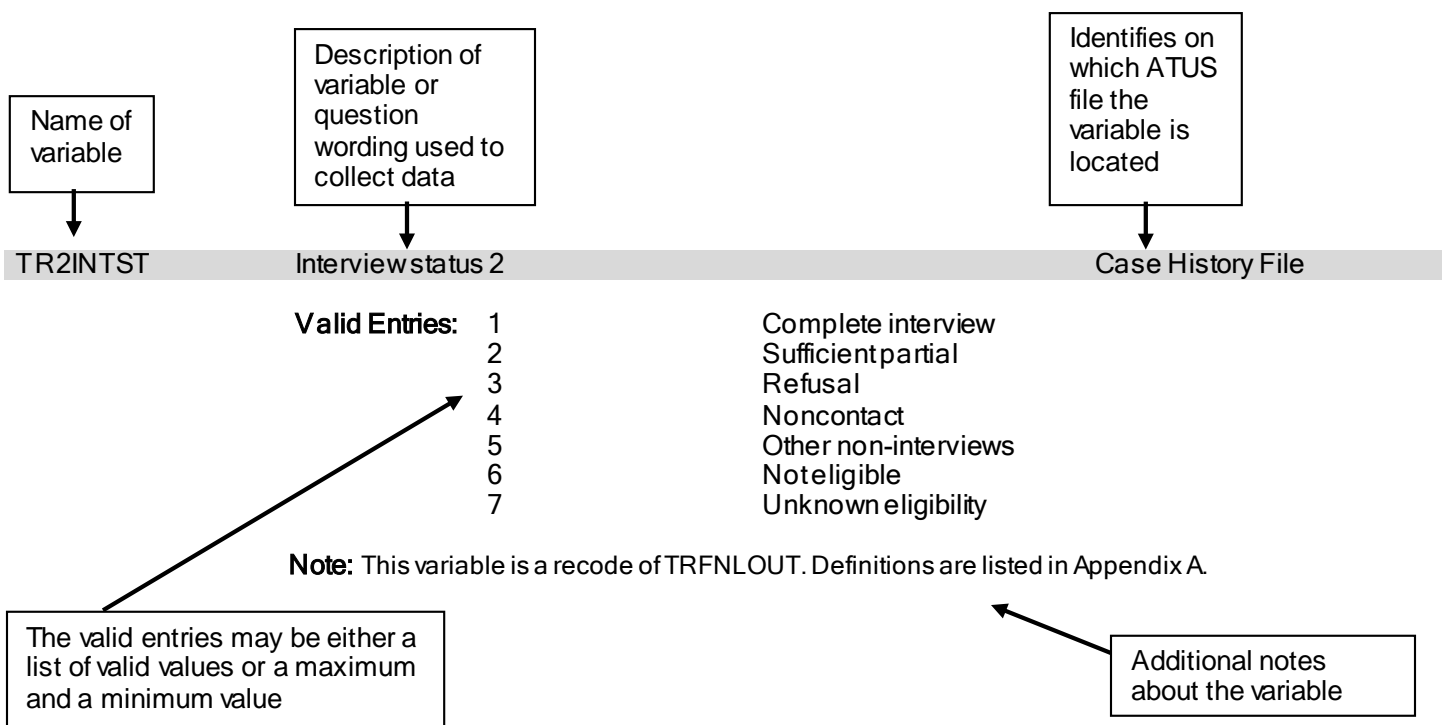 Name of
variable
Description of
variable or
question
wording used to
collect data
Identifies on
which ATUS
file the
variable is
located
TR2INTST Interview status 2 Case History File
Valid Entries: 1 Complete interview
2 Sufficient partial
3 Refusal
4 Noncontact
5 Other non-interviews
6 Not eligible
7 Unknown eligibility
Note: This variable is a recode of TRFNLOUT. Definitions are listed in Appendix A.
The valid entries may be either a
list of valid values or a maximum
and a minimum value
Additional notes
about the variable